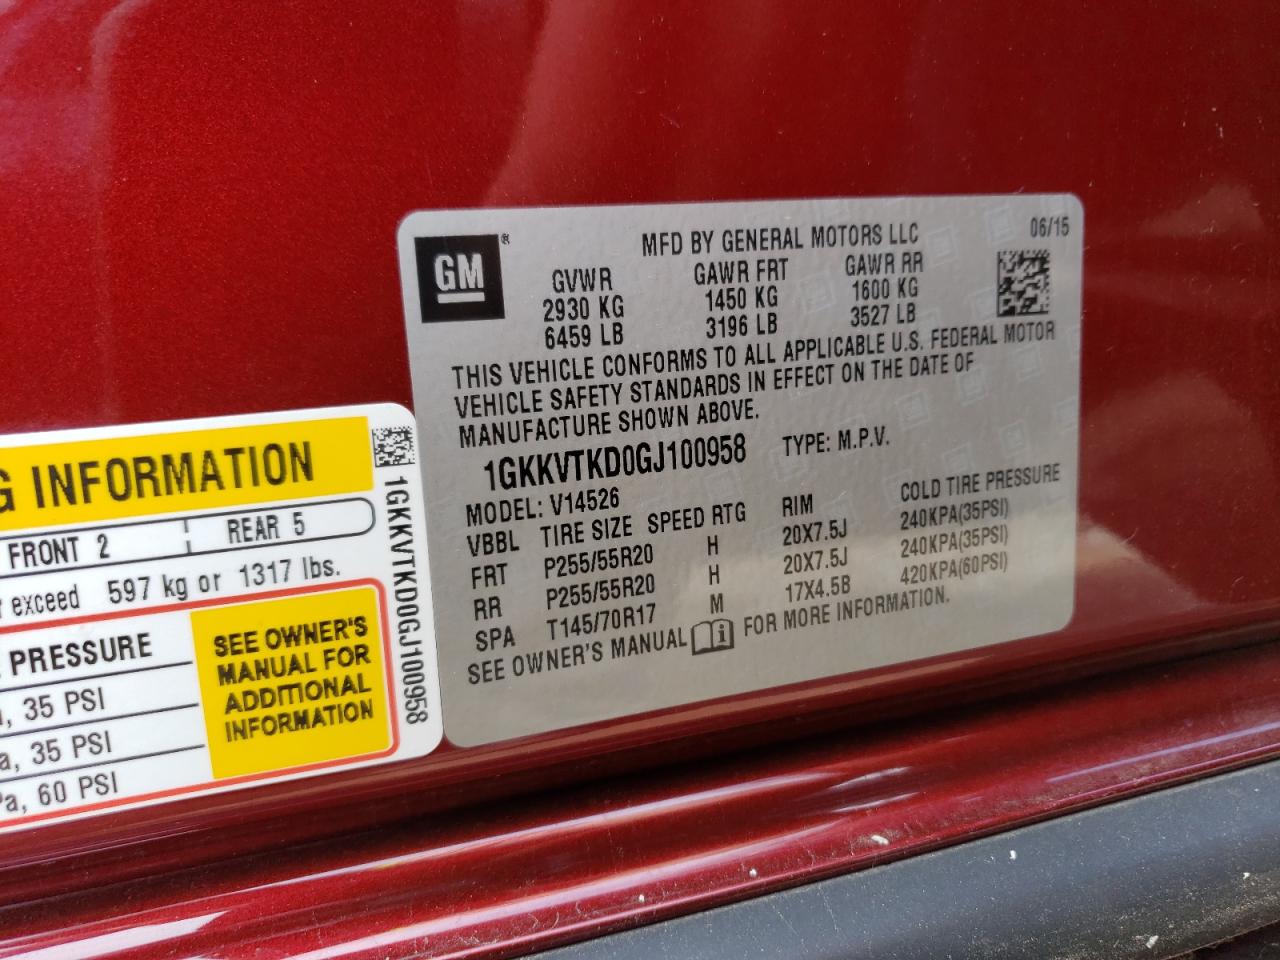 GM®
MFD BY GENERAL MOTORS LLC 06/15
GVWR GAWR FRT GAWR RR
2930 KG 1450 KG 1600 KG
6459 LB 3196 LB 3527 LB
THIS VEHICLE CONFORMS TO ALL APPLICABLE U.S. FEDERAL MOTOR
VEHICLE SAFETY STANDARDS IN EFFECT ON THE DATE OF
MANUFACTURE SHOWN ABOVE.
1GKKVTKD0GJ100958 TYPE: M.P.V.
MODEL: V14526
VBBL TIRE SIZE SPEED RTG RIM COLD TIRE PRESSURE
FRT P255/55R20 H 20X7.5J 240KPA(35PSI)
RR P255/55R20 H 20X7.5J 240KPA(35PSI)
SPA T145/70R17 M 17X4.5B 420KPA(60PSI)
SEE OWNER'S MANUAL FOR MORE INFORMATION.
G INFORMATION
FRONT 2 REAR 5
exceed 597 kg or 1317 lbs.
PRESSURE
, 35 PSI
a, 35 PSI
Pa, 60 PSI
SEE OWNER'S
MANUAL FOR
ADDITIONAL
INFORMATION
1GKKVTKD0GJ100958